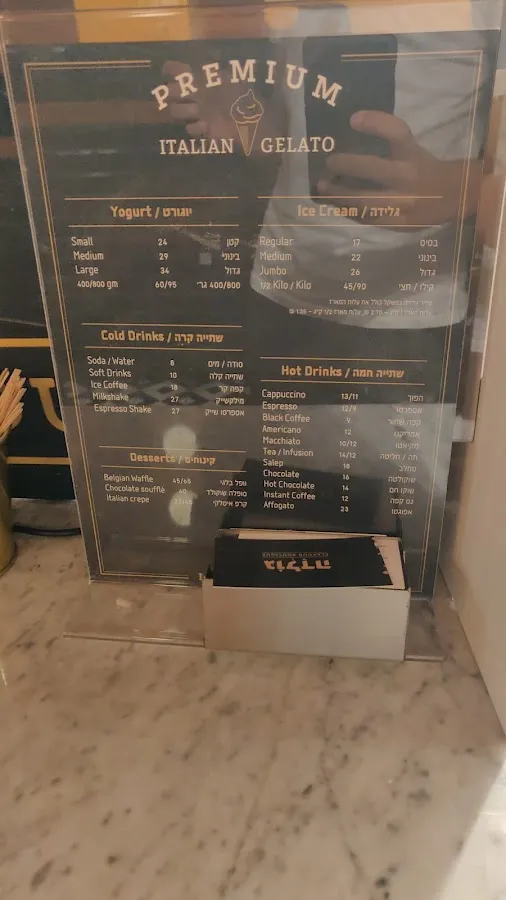 PREMIUM
ITALIAN GELATO
Yogurt / יוגורט
Small 24 קטן
Medium 29 בינוני
Large 34 גדול
400/800 gm 60/95 400/800 גר'
Cold Drinks / שתייה קרה
Soda / Water 8 סודה / מים
Soft Drinks 10 שתייה קלה
Ice Coffee 18 קפה קר
Milkshake 27 מילקשייק
Espresso Shake 27 אספרסו שייק
Desserts / קינוחים
Belgian Waffle 45/65 וופל בלגי
Chocolate soufflé 40 סופלה שוקולד
Italian crepe קרפ איטלקי
Ice Cream / גלידה
Regular 17 בסיס
Medium 22 בינוני
Jumbo 26 גדול
1/2 Kilo / Kilo 45/90 קילו / חצי
Hot Drinks / שתייה חמה
Cappuccino 13/11 הפוך
Espresso 12/9 אספרסו
Black Coffee 9 קפה שחור
Americano 12 אמריקנו
Macchiato 10/12 מקיאטו
Tea / Infusion 14/12 תה / חליטה
Salep 18 סחלב
Chocolate 16 שוקולטה
Hot Chocolate 14 שוקו חם
Instant Coffee 12 נס קפה
Affogato 23 אפוגטו
גולדה